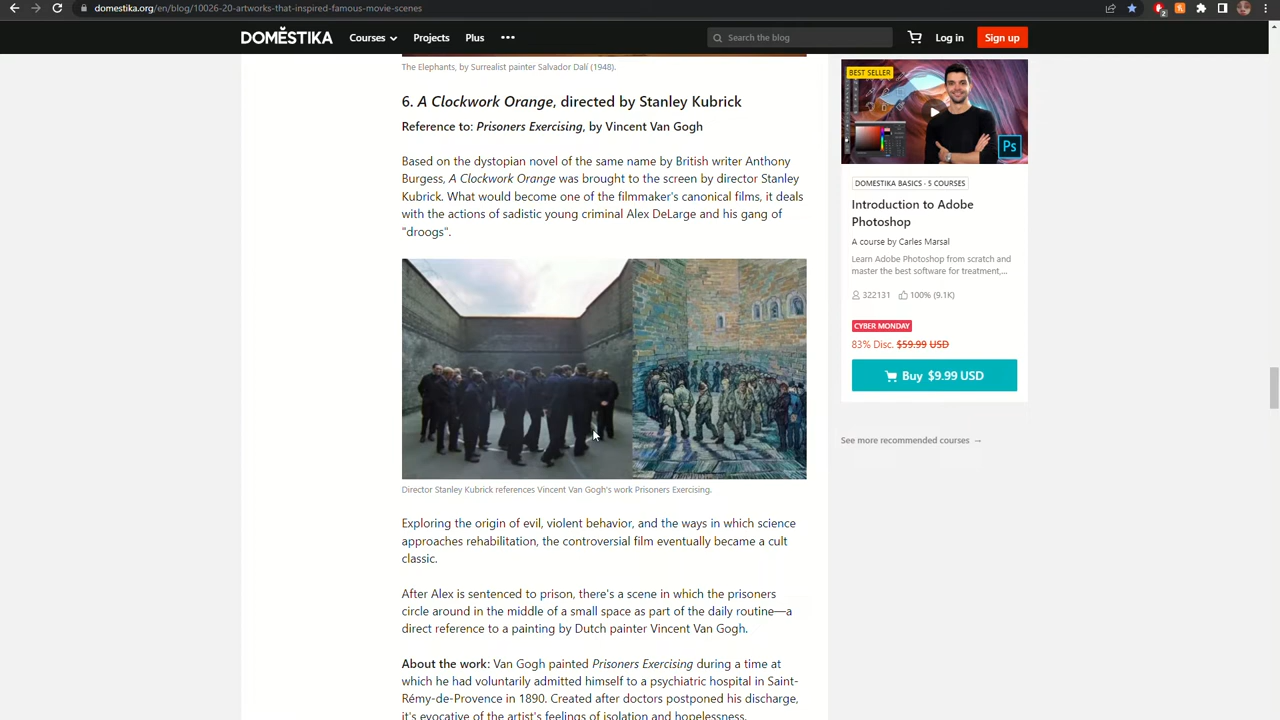 domestika.org/en/blog/10026-20-artworks-that-inspired-famous-movie-scenes
2
DOMĚSTIKA
Courses
Projects
Plus
Search the blog
Log in
Sign up
The Elephants, by Surrealist painter Salvador Dalí (1948).
6. A Clockwork Orange, directed by Stanley Kubrick
Reference to: Prisoners Exercising, by Vincent Van Gogh
Based on the dystopian novel of the same name by British writer Anthony
Burgess, A Clockwork Orange was brought to the screen by director Stanley
Kubrick. What would become one of the filmmaker's canonical films, it deals
with the actions of sadistic young criminal Alex DeLarge and his gang of
"droogs".
Director Stanley Kubrick references Vincent Van Gogh's work Prisoners Exercising.
Exploring the origin of evil, violent behavior, and the ways in which science
approaches rehabilitation, the controversial film eventually became a cult
classic.
After Alex is sentenced to prison, there's a scene in which the prisoners
circle around in the middle of a small space as part of the daily routine—a
direct reference to a painting by Dutch painter Vincent Van Gogh.
About the work: Van Gogh painted Prisoners Exercising during a time at
which he had voluntarily admitted himself to a psychiatric hospital in Saint-
Rémy-de-Provence in 1890. Created after doctors postponed his discharge,
it's evocative of the artist's feelings of isolation and hopelessness.
BEST SELLER
Ps
DOMESTIKA BASICS · 5 COURSES
Introduction to Adobe
Photoshop
A course by Carles Marsal
Learn Adobe Photoshop from scratch and
master the best software for treatment,...
322131 100% (9.1K)
CYBER MONDAY
83% Disc. $59.99 USD
Buy $9.99 USD
See more recommended courses →